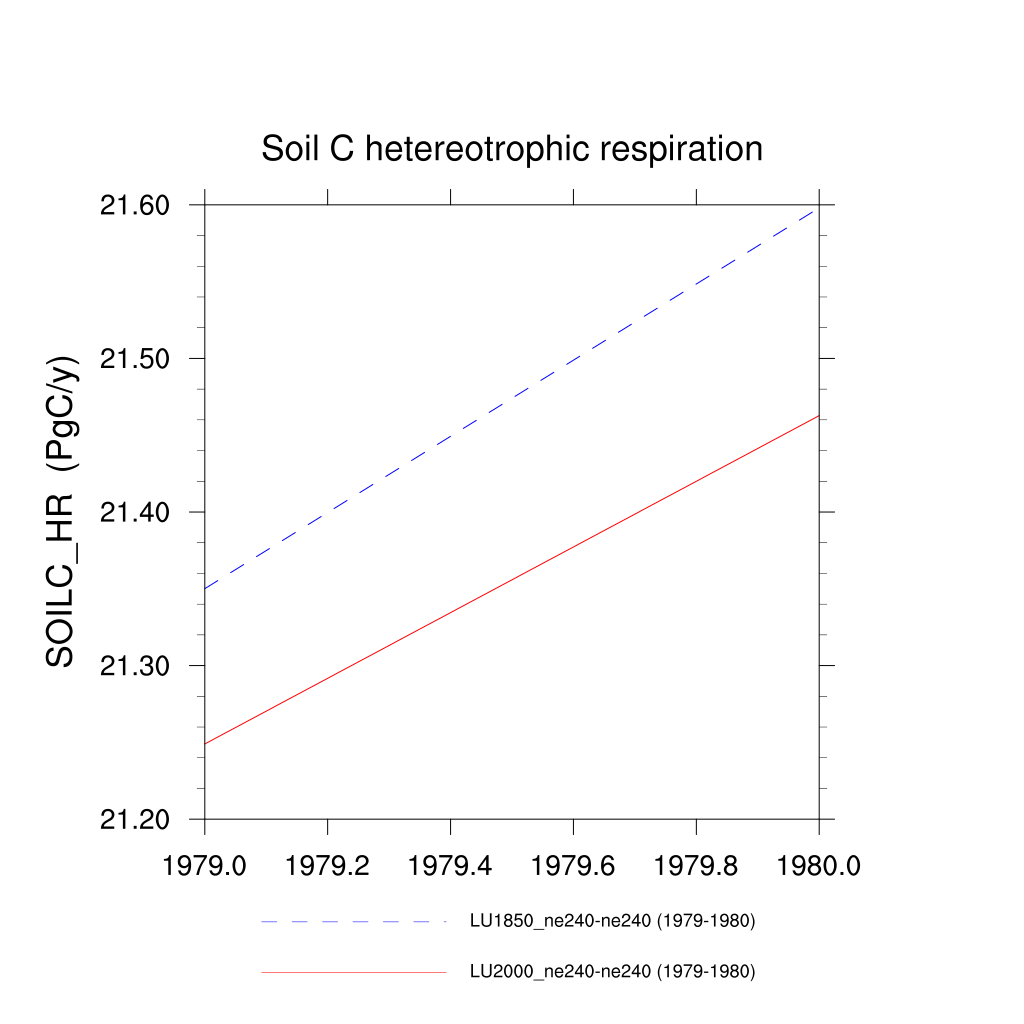 Soil C hetereotrophic respiration
SOILC_HR (PgC/y)
21.60
21.50
21.40
21.30
21.20
1979.0 1979.2 1979.4 1979.6 1979.8 1980.0
LU1850_ne240-ne240 (1979-1980)
LU2000_ne240-ne240 (1979-1980)